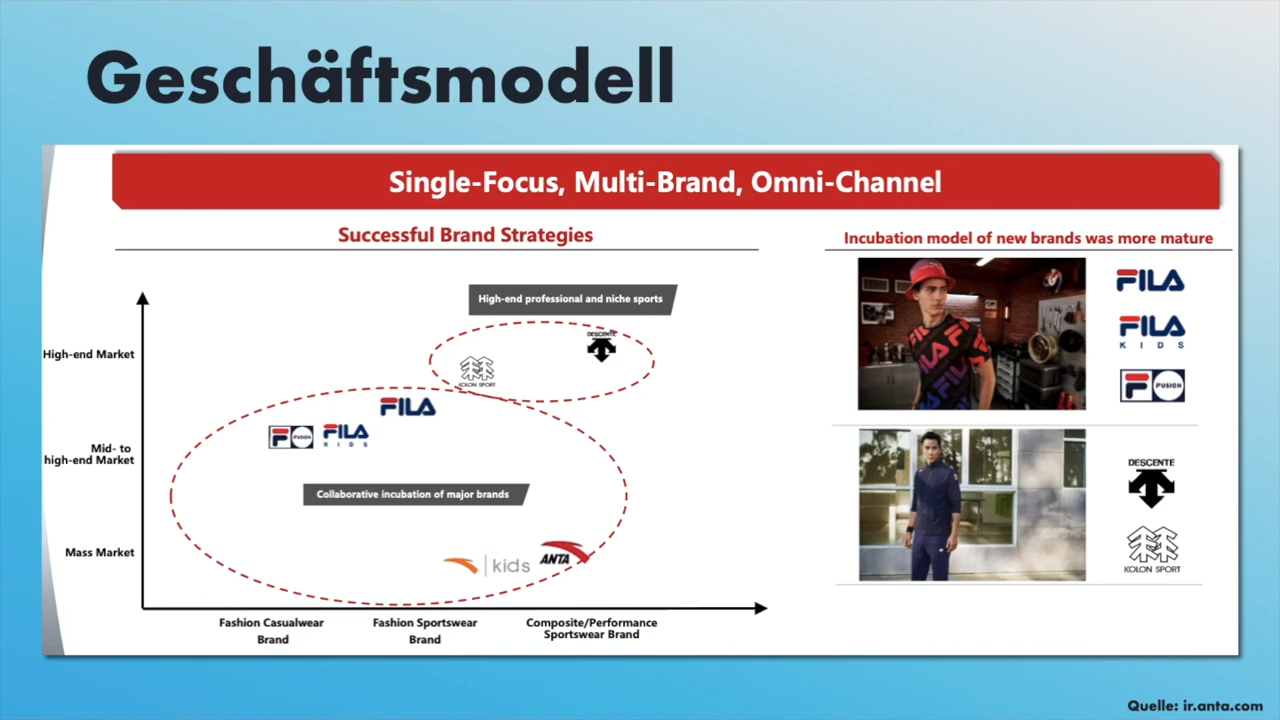 Geschäftsmodell
Single-Focus, Multi-Brand, Omni-Channel
Successful Brand Strategies
High-end professional and niche sports
High-end Market
DESCENTE
KOLON SPORT
FILA
F FUSION
FILA
KIDS
Mid- to
high-end Market
Collaborative incubation of major brands
Mass Market
kids
ANTA
Fashion Casualwear
Brand
Fashion Sportswear
Brand
Composite/Performance
Sportswear Brand
Incubation model of new brands was more mature
FILA
FILA
KIDS
F FUSION
DESCENTE
KOLON SPORT
Quelle: ir.anta.com